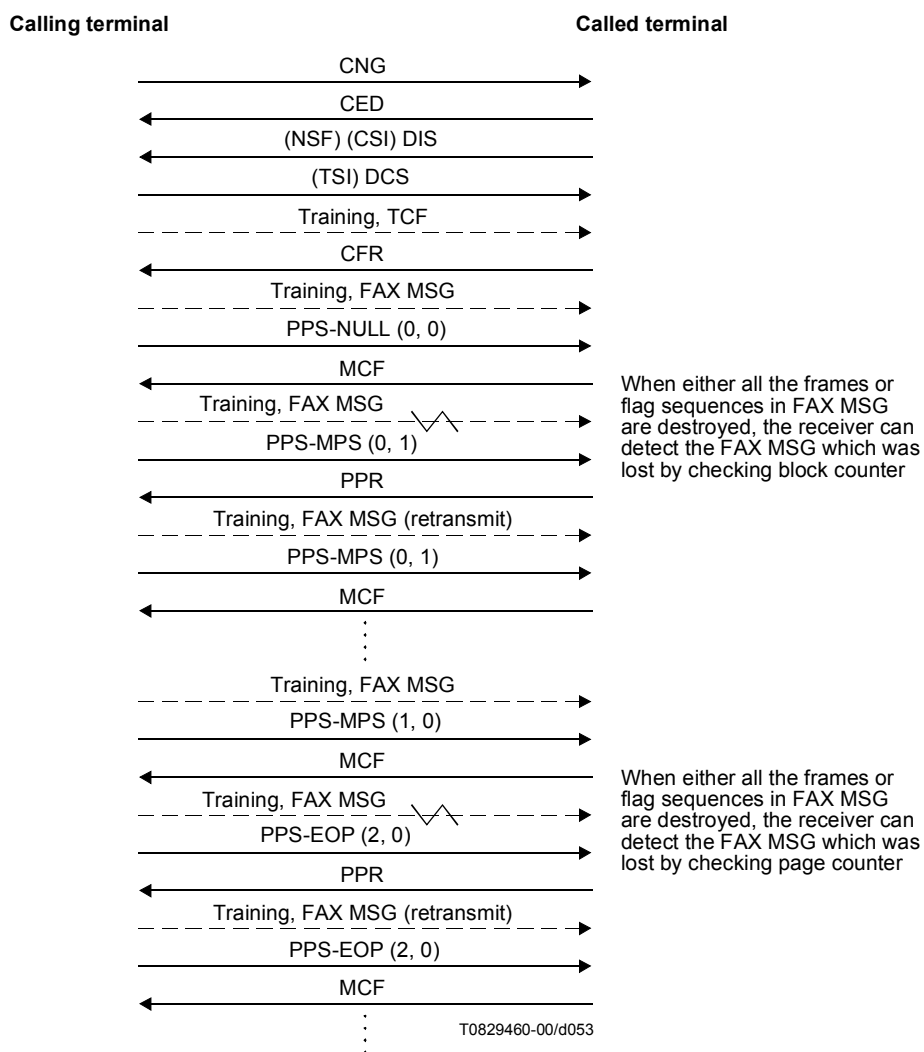 Calling terminal
Called terminal
CNG
CED
(NSF) (CSI) DIS
(TSI) DCS
Training, TCF
CFR
Training, FAX MSG
PPS-NULL (0, 0)
MCF
Training, FAX MSG
PPS-MPS (0, 1)
When either all the frames or
flag sequences in FAX MSG
are destroyed, the receiver can
detect the FAX MSG which was
lost by checking block counter
PPR
Training, FAX MSG (retransmit)
PPS-MPS (0, 1)
MCF
Training, FAX MSG
PPS-MPS (1, 0)
MCF
Training, FAX MSG
PPS-EOP (2, 0)
When either all the frames or
flag sequences in FAX MSG
are destroyed, the receiver can
detect the FAX MSG which was
lost by checking page counter
PPR
Training, FAX MSG (retransmit)
PPS-EOP (2, 0)
MCF
T0829460-00/d053